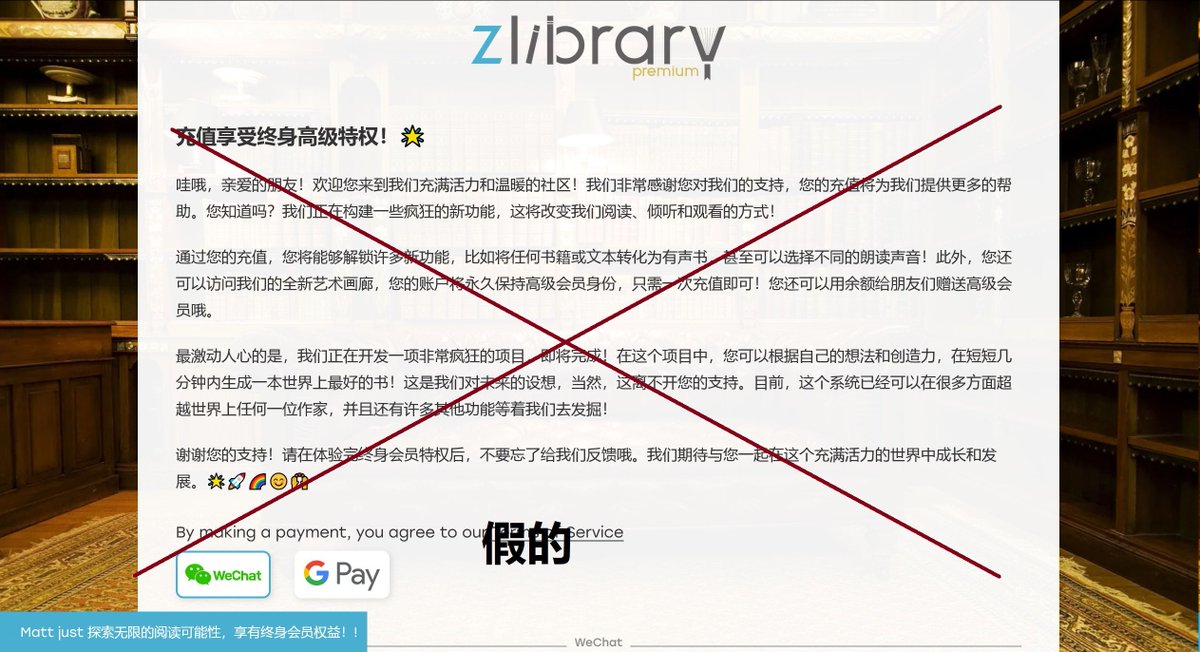 zlibrary
premium
充值享受终身高级特权！🌟
哇哦，亲爱的朋友！欢迎您来到我们充满活力和温暖的社区！我们非常感谢您对我们的支持，您的充值将为我们提供更多的帮
助。您知道吗？我们正在构建一些疯狂的新功能，这将改变我们阅读、倾听和观看的方式！
通过您的充值，您将能够解锁许多新功能，比如将任何书籍或文本转化为有声书，甚至可以选择不同的朗读声音！此外，您还
可以访问我们的全新艺术画廊，您的账户将永久保持高级会员身份，只需一次充值即可！您还可以用余额给朋友们赠送高级会
员哦。
最激动人心的是，我们正在开发一项非常疯狂的项目，即将完成！在这个项目中，您可以根据自己的想法和创造力，在短短几
分钟内生成一本世界上最好的书！这是我们对未来的设想，当然，这离不开您的支持。目前，这个系统已经可以在很多方面超
越世界上任何一位作家，并且还有许多其他功能等着我们去发掘！
谢谢您的支持！请在体验完终身会员特权后，不要忘了给我们反馈哦。我们期待与您一起在这个充满活力的世界中成长和发
展。🌟🚀🌈😊🙌
By making a payment, you agree to our Terms of Service
假的
WeChat G Pay
Matt just 探索无限的阅读可能性，享有终身会员权益！!
WeChat